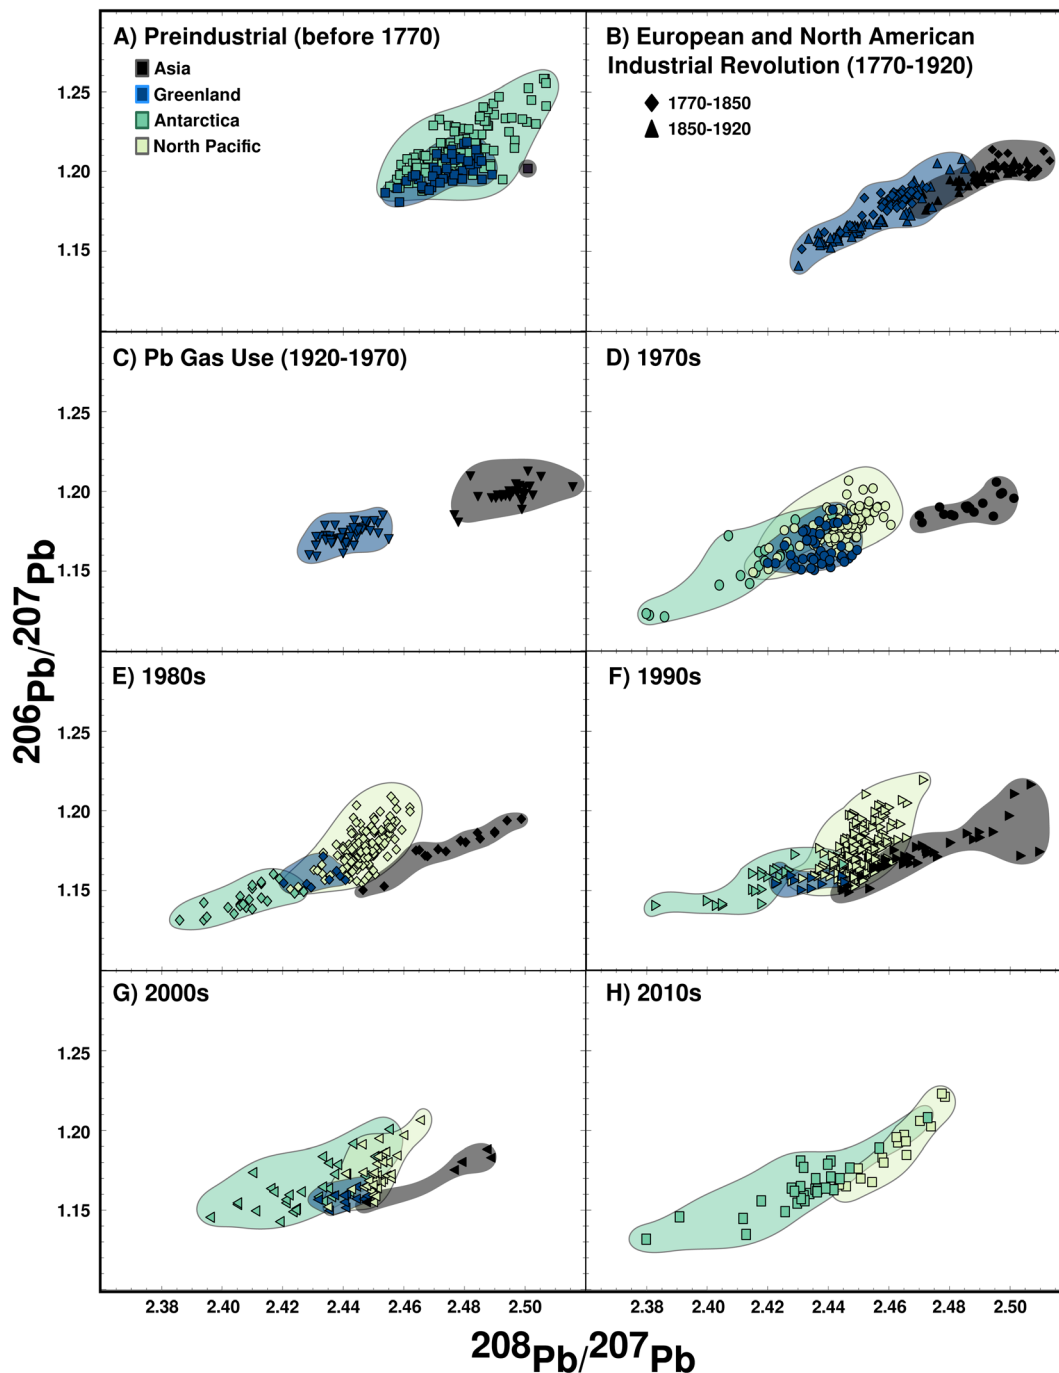 A) Preindustrial (before 1770)
Asia
Greenland
Antarctica
North Pacific
B) European and North American
Industrial Revolution (1770-1920)
1770-1850
1850-1920
1.25
1.20
1.15
C) Pb Gas Use (1920-1970)
D) 1970s
1.25
1.20
1.15
206Pb/207Pb
E) 1980s
F) 1990s
1.25
1.20
1.15
G) 2000s
H) 2010s
1.25
1.20
1.15
2.38 2.40 2.42 2.44 2.46 2.48 2.50
2.38 2.40 2.42 2.44 2.46 2.48 2.50
208Pb/207Pb